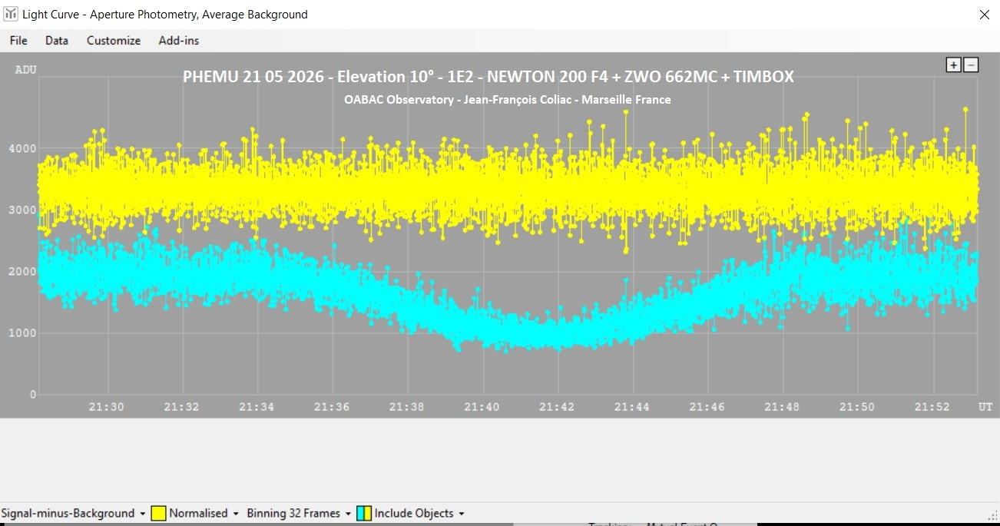 Light Curve - Aperture Photometry, Average Background
File Data Customize Add-ins
ADU
+ −
PHEMU 21 05 2026 - Elevation 10° - 1E2 - NEWTON 200 F4 + ZWO 662MC + TIMBOX
OABAC Observatory - Jean-François Coliac - Marseille France
4000
3000
2000
1000
0
21:30 21:32 21:34 21:36 21:38 21:40 21:42 21:44 21:46 21:48 21:50 21:52 UT
Signal-minus-Background Normalised Binning 32 Frames Include Objects